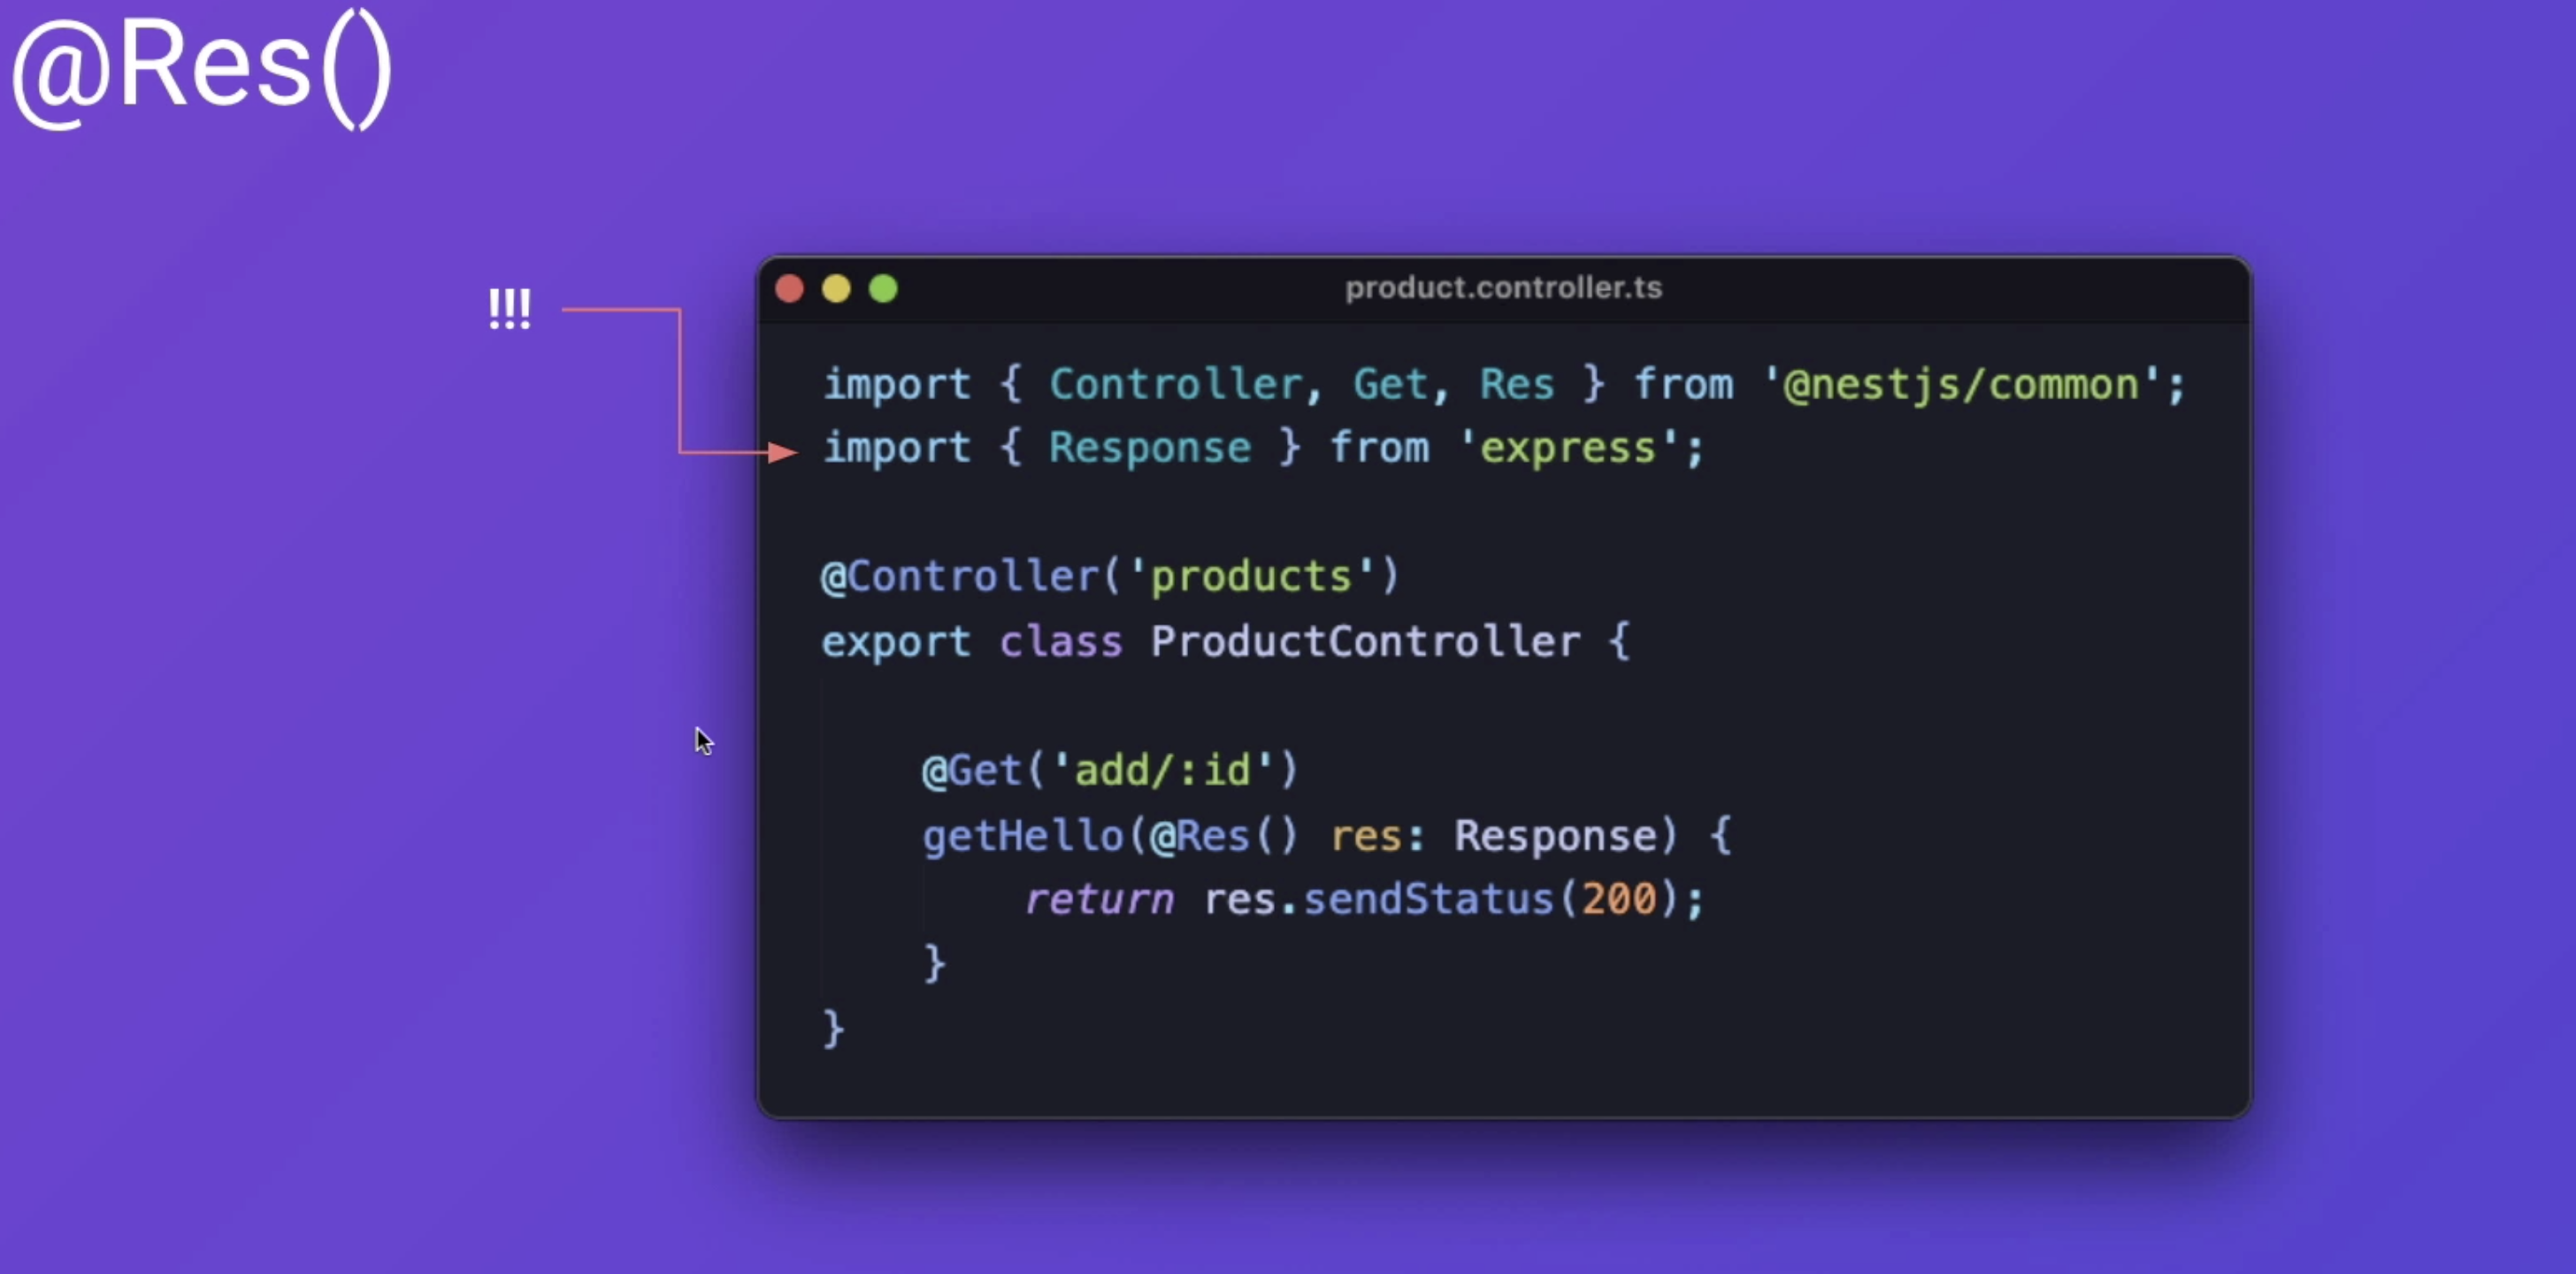 @Res()
!!!
product.controller.ts
import { Controller, Get, Res } from '@nestjs/common';
import { Response } from 'express';
@Controller('products')
export class ProductController {
@Get('add/:id')
getHello(@Res() res: Response) {
return res.sendStatus(200);
}
}